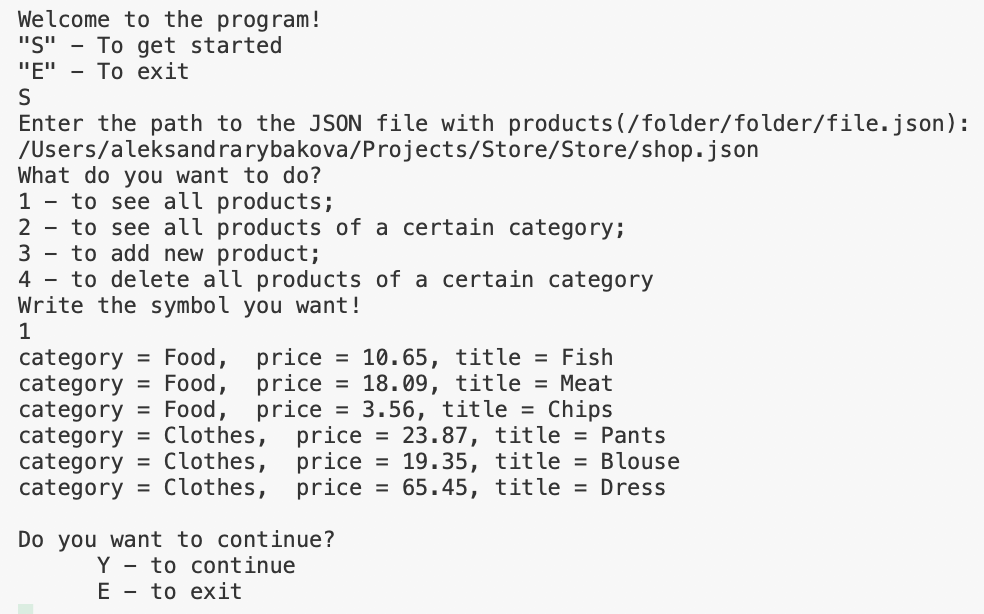 Welcome to the program!
"S" – To get started
"E" – To exit
S
Enter the path to the JSON file with products(/folder/folder/file.json):
/Users/aleksandrarybakova/Projects/Store/Store/shop.json
What do you want to do?
1 – to see all products;
2 – to see all products of a certain category;
3 – to add new product;
4 – to delete all products of a certain category
Write the symbol you want!
1
category = Food,  price = 10.65, title = Fish
category = Food,  price = 18.09, title = Meat
category = Food,  price = 3.56, title = Chips
category = Clothes,  price = 23.87, title = Pants
category = Clothes,  price = 19.35, title = Blouse
category = Clothes,  price = 65.45, title = Dress
Do you want to continue?
Y – to continue
E – to exit